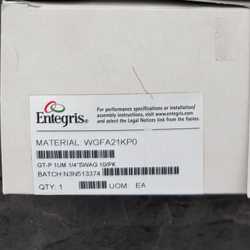 Entegris
For performance specifications or installation/
assembly instructions, visit www.entegris.com and
select the Legal Notices link from the footer.
MATERIAL: WGFA21KP0
GT-P.1UM 1/4"SWAG 10/PK
BATCH:N3N513374
QTY: 1 UOM: EA